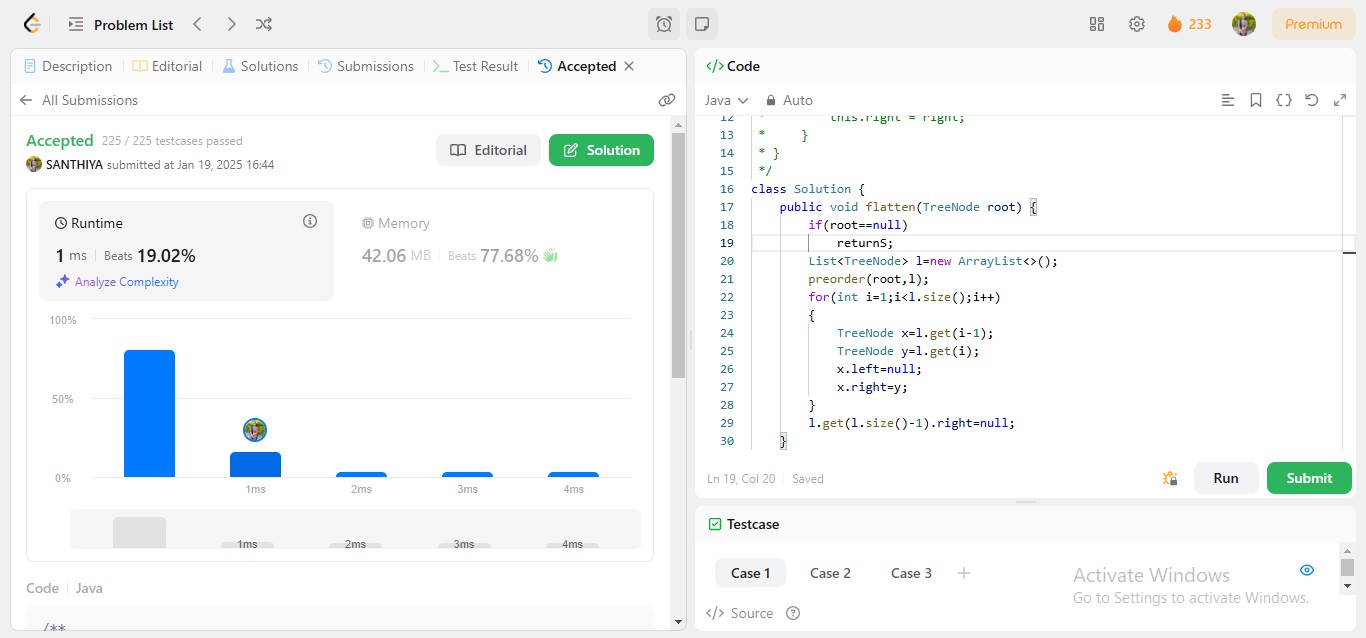 Problem List
233
Premium
Description
Editorial
Solutions
Submissions
Test Result
Accepted
All Submissions
Accepted 225 / 225 testcases passed
SANTHIYA submitted at Jan 19, 2025 16:44
Editorial
Solution
Runtime
1 ms Beats 19.02%
Analyze Complexity
Memory
42.06 MB Beats 77.68%
100%
50%
0%
1ms 2ms 3ms 4ms
1ms 2ms 3ms 4ms
Code Java
/**
</> Code
Java Auto
12 * this.right = right;
13 * }
14 * }
15 */
16 class Solution {
17 public void flatten(TreeNode root) {
18 if(root==null)
19 returnS;
20 List<TreeNode> l=new ArrayList<>();
21 preorder(root,l);
22 for(int i=1;i<l.size();i++)
23 {
24 TreeNode x=l.get(i-1);
25 TreeNode y=l.get(i);
26 x.left=null;
27 x.right=y;
28 }
29 l.get(l.size()-1).right=null;
30 }
Ln 19, Col 20 Saved
Run
Submit
Testcase
Case 1 Case 2 Case 3 +
Activate Windows
Go to Settings to activate Windows.
</> Source ?